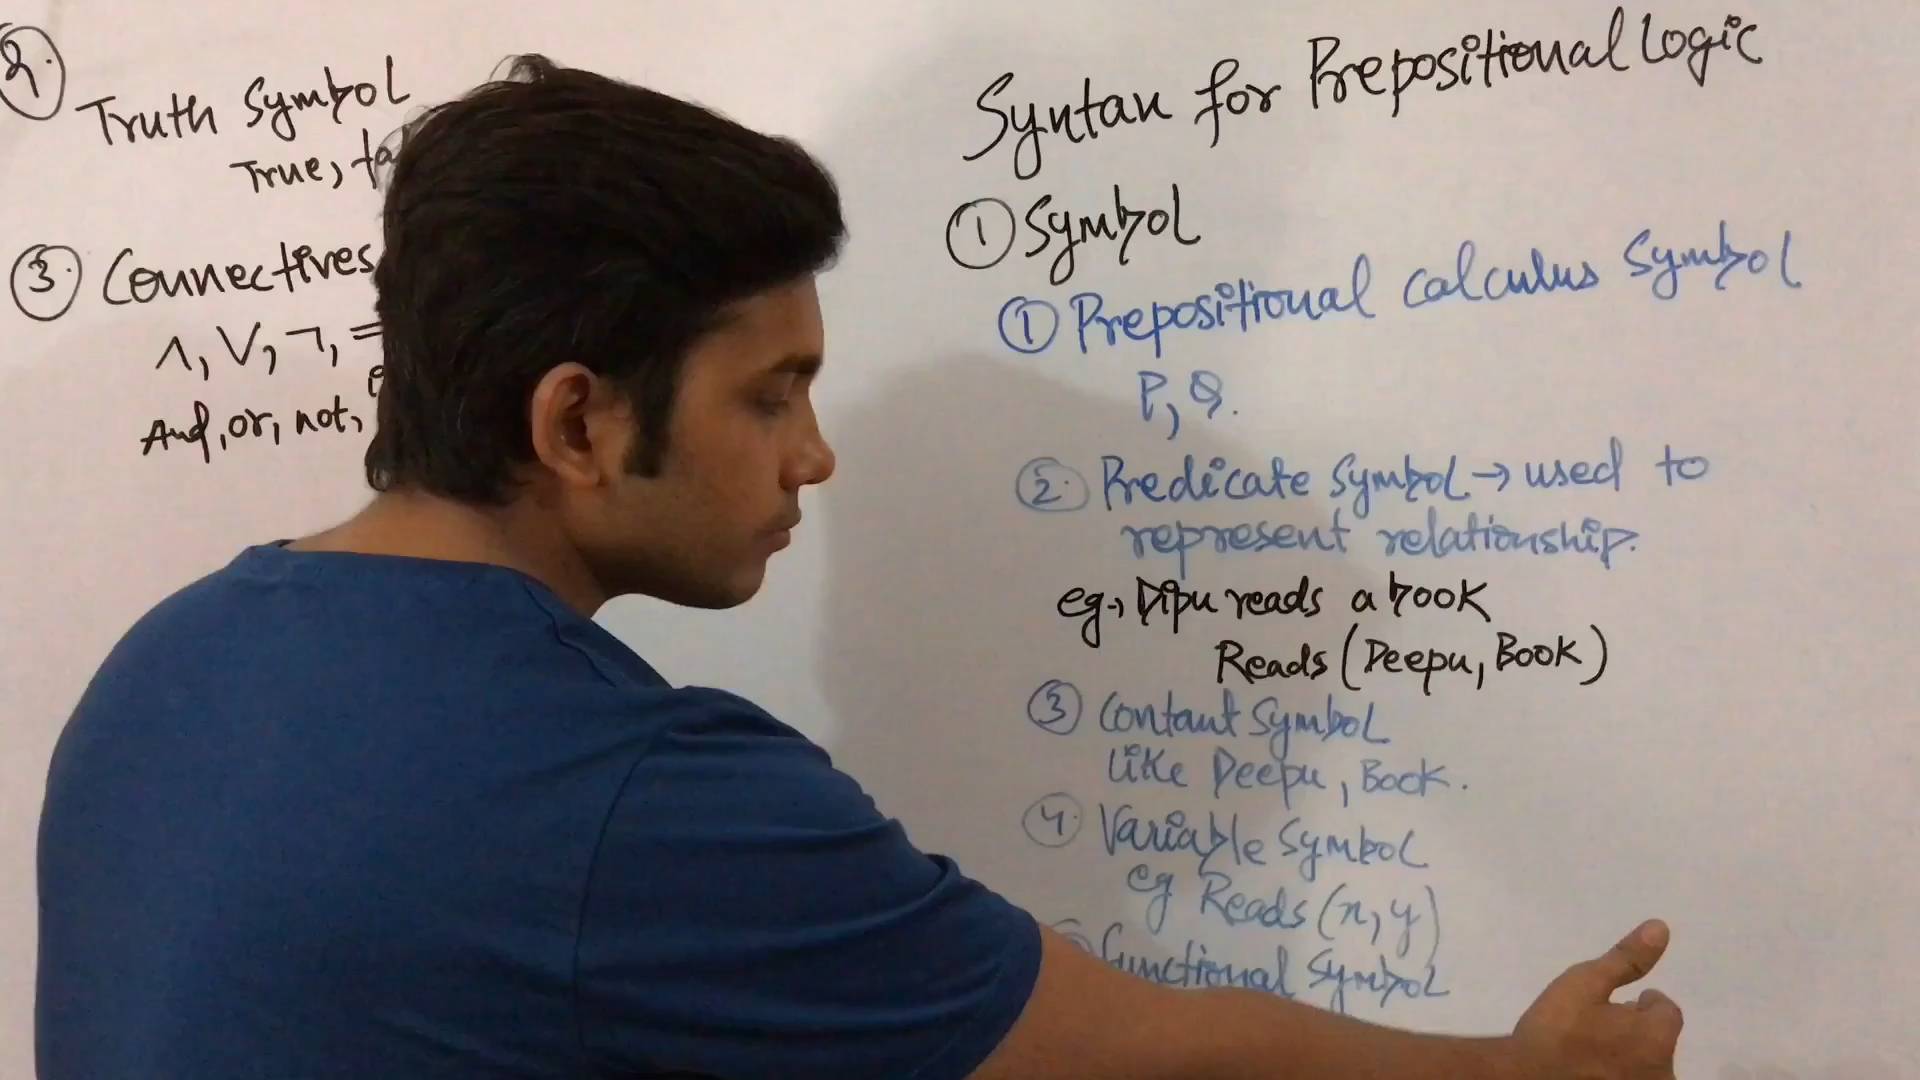 2.
Truth Symbol
True,
3. Connectives
∧, ∨, ¬, =
And, or, not,
Syntax for Prepositional Logic
1 Symbol
1 Prepositional Calculus Symbol
P, Q.
2. Predicate Symbol → used to
represent relationship.
eg → Dipu reads a book
Reads (Deepu, Book)
3 Contant Symbol
like Deepu, Book.
4. Variable Symbol
eg Reads (x, y)
functional Symbol